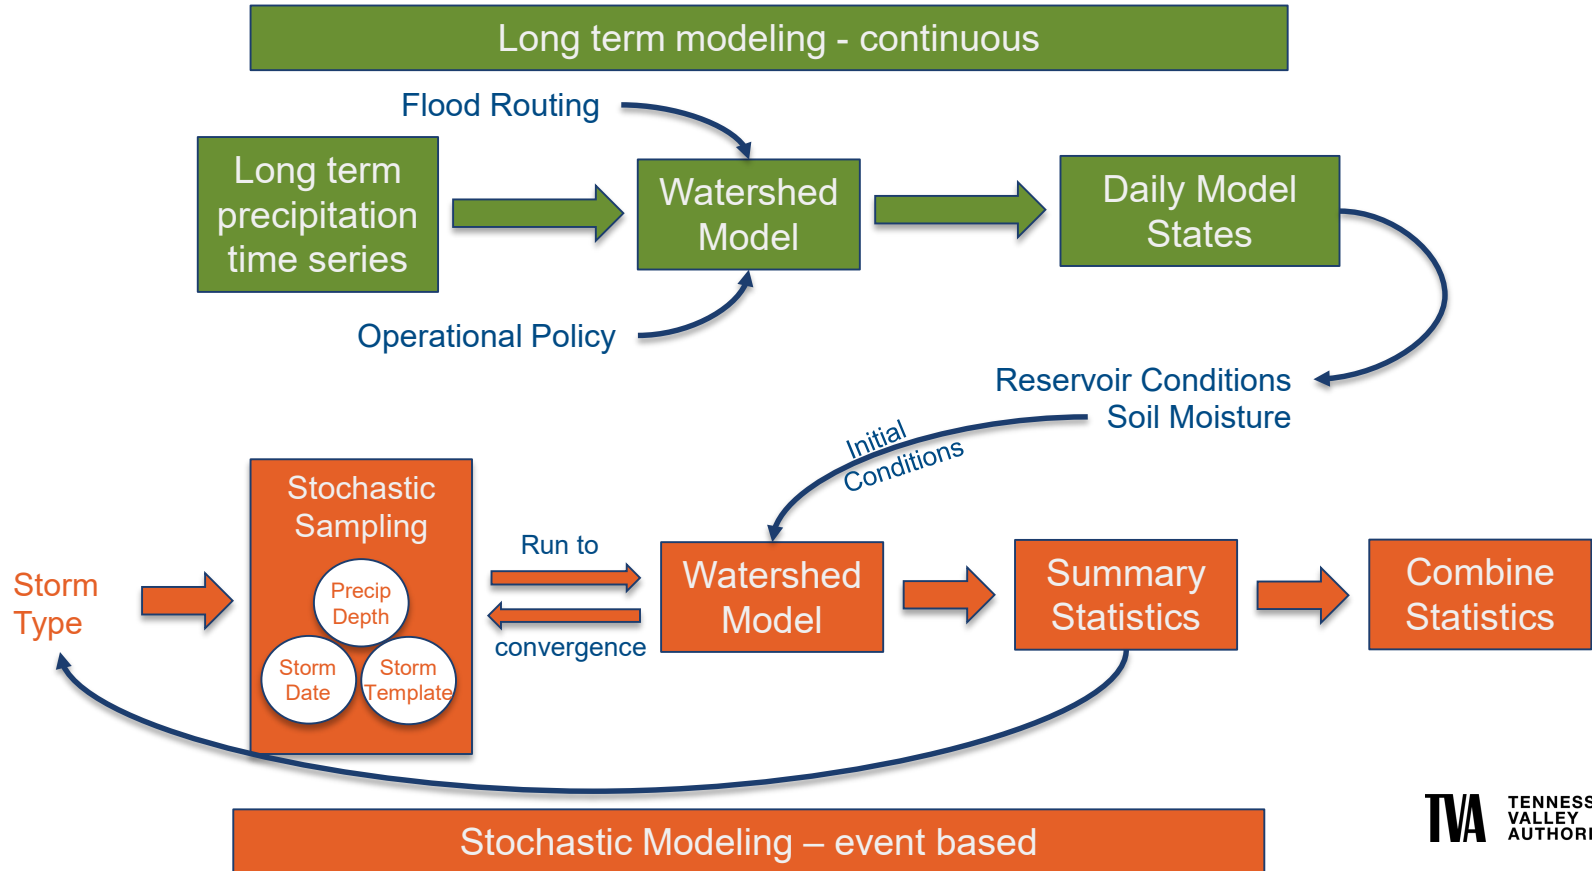 Long term modeling - continuous
Flood Routing
Long term
precipitation
time series
Watershed
Model
Daily Model
States
Operational Policy
Reservoir Conditions
Soil Moisture
Initial
Conditions
Stochastic
Sampling
Precip
Depth
Storm
Date
Storm
Template
Storm
Type
Run to
convergence
Watershed
Model
Summary
Statistics
Combine
Statistics
Stochastic Modeling – event based
TVA
TENNESS
VALLEY
AUTHORI